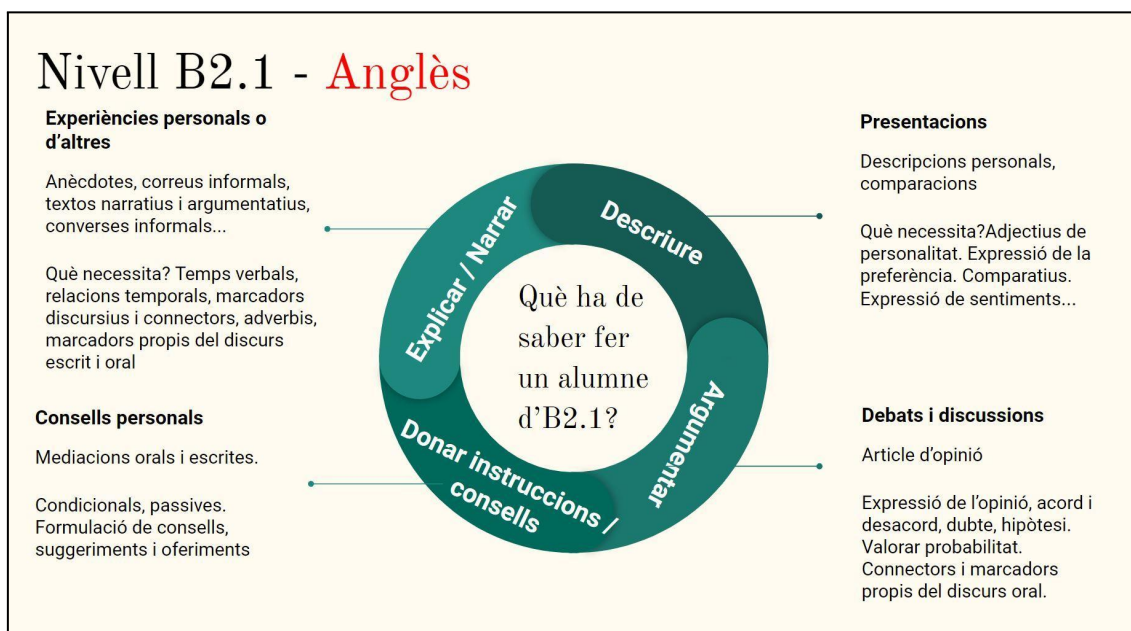 Nivell B2.1 - Anglès
Experiències personals o
d'altres
Anècdotes, correus informals,
textos narratius i argumentatius,
converses informals...
Què necessita? Temps verbals,
relacions temporals, marcadors
discursius i connectors, adverbis,
marcadors propis del discurs
escrit i oral
Consells personals
Mediacions orals i escrites.
Condicionals, passives.
Formulació de consells,
suggeriments i oferiments
Explicar / Narrar
Descriure
Argumentar
Donar instruccions /
consells
Què ha de
saber fer
un alumne
d'B2.1?
Presentacions
Descripcions personals,
comparacions
Què necessita?Adjectius de
personalitat. Expressió de la
preferència. Comparatius.
Expressió de sentiments...
Debats i discussions
Article d'opinió
Expressió de l'opinió, acord i
desacord, dubte, hipòtesi.
Valorar probabilitat.
Connectors i marcadors
propis del discurs oral.